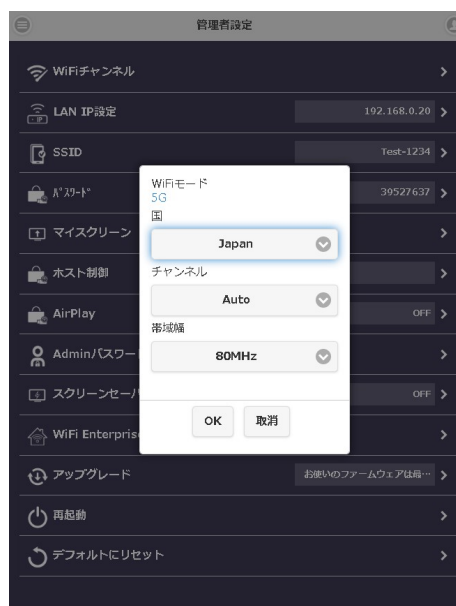 管理者設定
WiFiチャンネル
LAN IP設定
192.168.0.20
SSID
Test-1234
ﾊﾟｽﾜｰﾄﾞ
39527637
マイスクリーン
ホスト制御
AirPlay
OFF
Adminパスワー
スクリーンセーバ
OFF
WiFi Enterpris
アップグレード
お使いのファームウェアは最…
再起動
デフォルトにリセット
WiFiモード
5G
国
Japan
チャンネル
Auto
帯域幅
80MHz
OK
取消